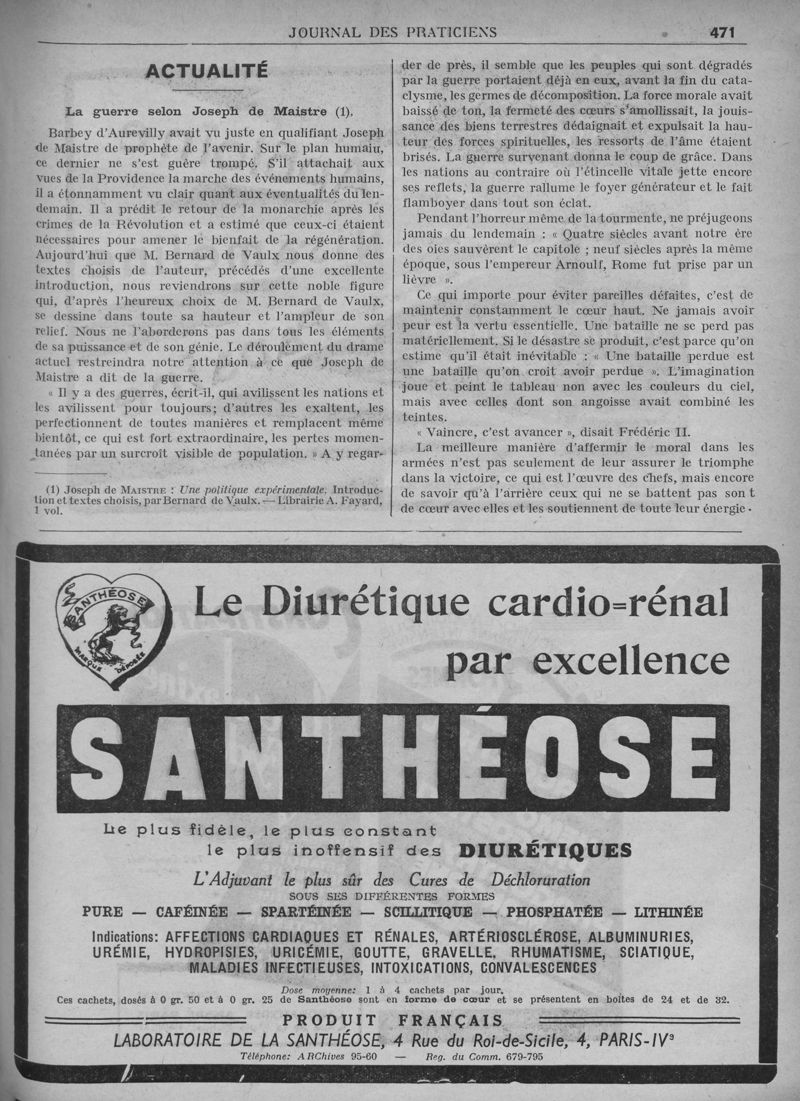 JOURNAL DES PRATICIENS 471
ACTUALITÉ
La guerre selon Joseph de Maistre (1).
Barbey d'Aurevilly avait vu juste en qualifiant Joseph
de Maistre de prophète de l'avenir. Sur le plan humain,
ce dernier ne s'est guère trompé. S'il attachait aux
vues de la Providence la marche des événements humains,
il a étonnamment vu clair quant aux éventualités du len-
demain. Il a prédit le retour de la monarchie après les
crimes de la Révolution et a estimé que ceux-ci étaient
nécessaires pour amener le bienfait de la régénération.
Aujourd'hui que M. Bernard de Vaulx nous donne des
textes choisis de l'auteur, précédés d'une excellente
introduction, nous reviendrons sur cette noble figure
qui, d'après l'heureux choix de M. Bernard de Vaulx,
se dessine dans toute sa hauteur et l'ampleur de son
relief. Nous ne l'aborderons pas dans tous les éléments
de sa puissance et de son génie. Le déroulement du drame
actuel restreindra notre attention à ce que Joseph de
Maistre a dit de la guerre.
« Il y a des guerres, écrit-il, qui avilissent les nations et
les avilissent pour toujours; d'autres les exaltent, les
perfectionnent de toutes manières et remplacent même
bientôt, ce qui est fort extraordinaire, les pertes momen-
tanées par un surcroît visible de population. » A y regar-
(1) Joseph de MAISTRE : Une politique expérimentale. Introduc-
tion et textes choisis, par Bernard de Vaulx. — Librairie A. Fayard,
1 vol.
der de près, il semble que les peuples qui sont dégradés
par la guerre portaient déjà en eux, avant la fin du cata-
clysme, les germes de décomposition. La force morale avait
baissé de ton, la fermeté des cœurs s'amollissait, la jouis-
sance des biens terrestres dédaignait et expulsait la hau-
teur des forces spirituelles, les ressorts de l'âme étaient
brisés. La guerre survenant donna le coup de grâce. Dans
les nations au contraire où l'étincelle vitale jette encore
ses reflets, la guerre rallume le foyer générateur et le fait
flamboyer dans tout son éclat.
Pendant l'horreur même de la tourmente, ne préjugeons
jamais du lendemain : « Quatre siècles avant notre ère
des oies sauvèrent le capitole ; neuf siècles après la même
époque, sous l'empereur Arnoulf, Rome fut prise par un
lièvre ».
Ce qui importe pour éviter pareilles défaites, c'est de
maintenir constamment le cœur haut. Ne jamais avoir
peur est la vertu essentielle. Une bataille ne se perd pas
matériellement. Si le désastre se produit, c'est parce qu'on
estime qu'il était inévitable : « Une bataille perdue est
une bataille qu'on croit avoir perdue ». L'imagination
joue et peint le tableau non avec les couleurs du ciel,
mais avec celles dont son angoisse avait combiné les
teintes.
« Vaincre, c'est avancer », disait Frédéric II.
La meilleure manière d'affermir le moral dans les
armées n'est pas seulement de leur assurer le triomphe
dans la victoire, ce qui est l'œuvre des chefs, mais encore
de savoir qu'à l'arrière ceux qui ne se battent pas sont
de cœur avec elles et les soutiennent de toute leur énergie.
SANTHÉOSE
MARQUE DÉPOSÉE
Le Diurétique cardio=rénal
par excellence
SANTHÉOSE
Le plus fidèle, le plus constant
le plus inoffensif des DIURÉTIQUES
L'Adjuvant le plus sûr des Cures de Déchloruration
SOUS SES DIFFÉRENTES FORMES
PURE — CAFÉINÉE — SPARTÉINÉE — SCILLITIQUE — PHOSPHATÉE — LITHINÉE
Indications: AFFECTIONS CARDIAQUES ET RÉNALES, ARTÉRIOSCLÉROSE, ALBUMINURIES,
URÉMIE, HYDROPISIES, URICÉMIE, GOUTTE, GRAVELLE, RHUMATISME, SCIATIQUE,
MALADIES INFECTIEUSES, INTOXICATIONS, CONVALESCENCES
Dose moyenne: 1 à 4 cachets par jour.
Ces cachets, dosés à 0 gr. 50 et à 0 gr. 25 de Santhéose sont en forme de cœur et se présentent en boites de 24 et de 32.
PRODUIT FRANÇAIS
LABORATOIRE DE LA SANTHÉOSE, 4 Rue du Roi-de-Sicile, 4, PARIS-IVe
Téléphone: ARChives 95-60 — Reg. du Comm. 679-795